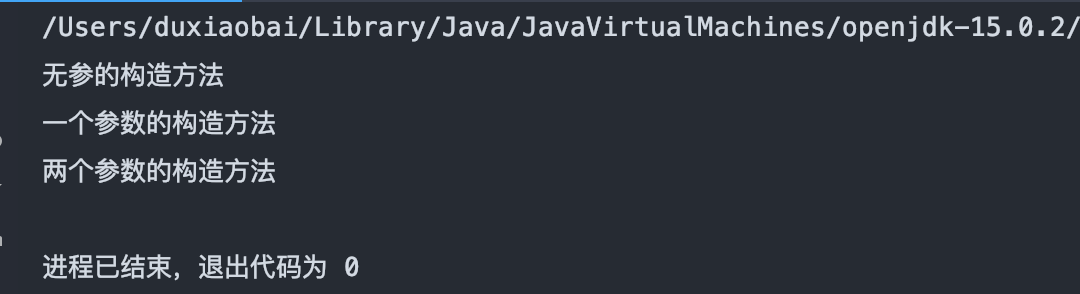 /Users/duxiaobai/Library/Java/JavaVirtualMachines/openjdk-15.0.2/
无参的构造方法
一个参数的构造方法
两个参数的构造方法
进程已结束，退出代码为 0